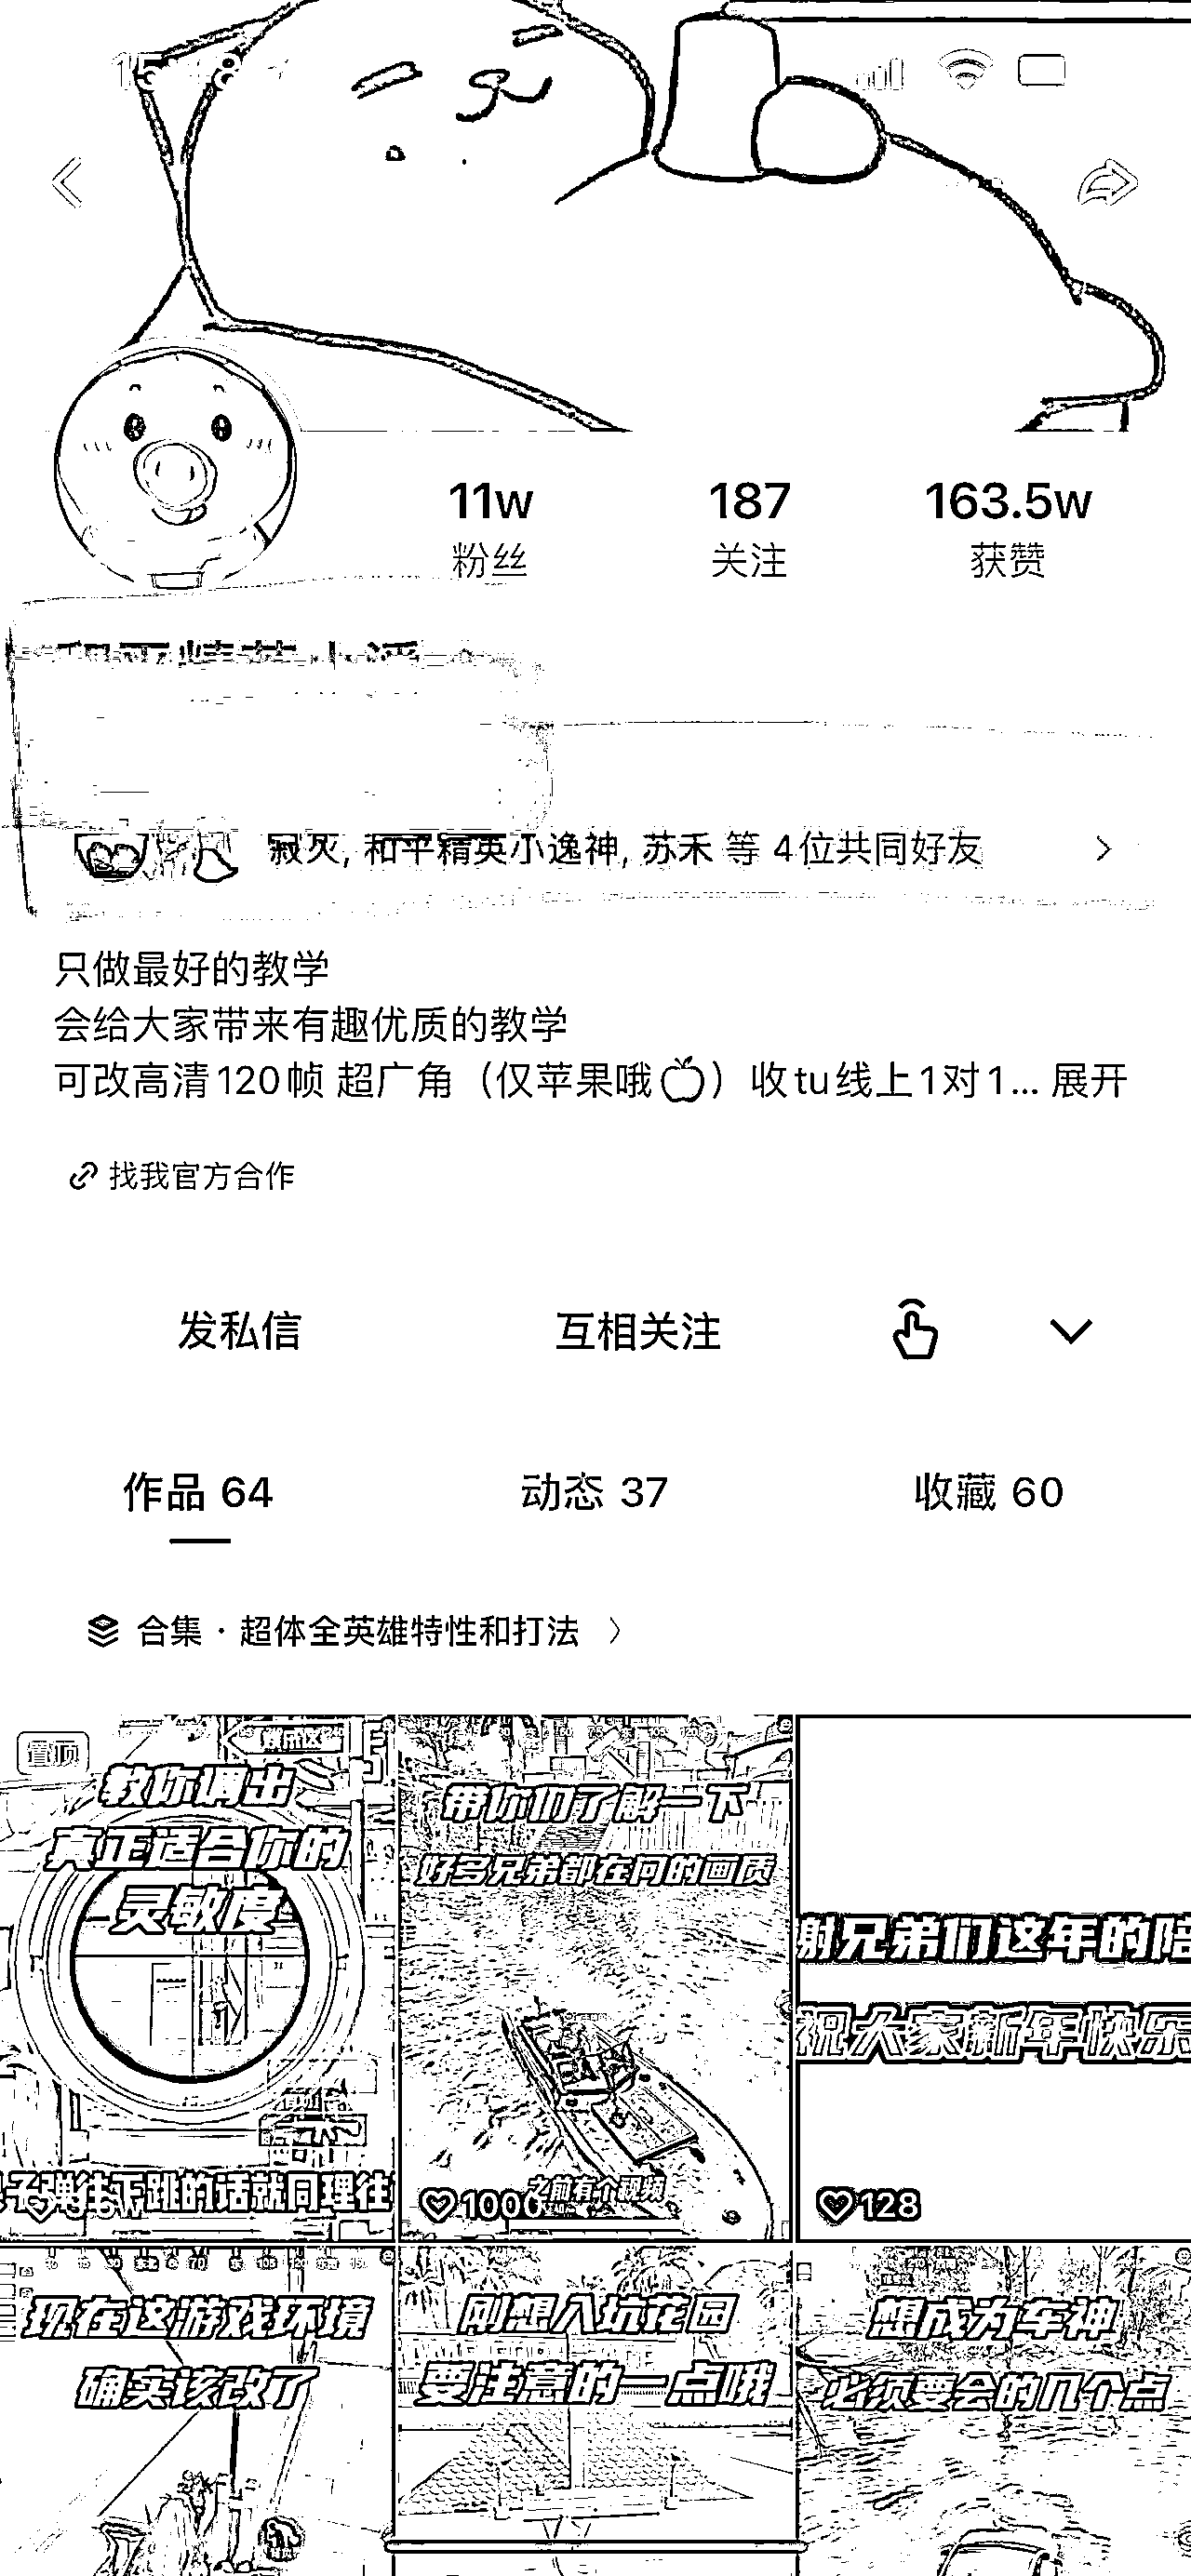 11w
187
163.5w
粉丝
关注
获赞
寂灭, 和平精英小逸神, 苏禾 等 4位共同好友
只做最好的教学
会给大家带来有趣优质的教学
可改高清120帧 超广角（仅苹果哦🍎）收tu线上1对1... 展开
找我官方合作
发私信
互相关注
作品 64
动态 37
收藏 60
合集 · 超体全英雄特性和打法
置顶
教你调出
真正适合你的
灵敏度
子弹往下跳的话就同理往
带你们了解一下
好多兄弟都在问的画质
之前有个视频
谢兄弟们这年的陪
祝大家新年快乐
128
现在这游戏环境
确实该改了
刚想入坑花园
要注意的一点哦
想成为车神
必须要会的几个点